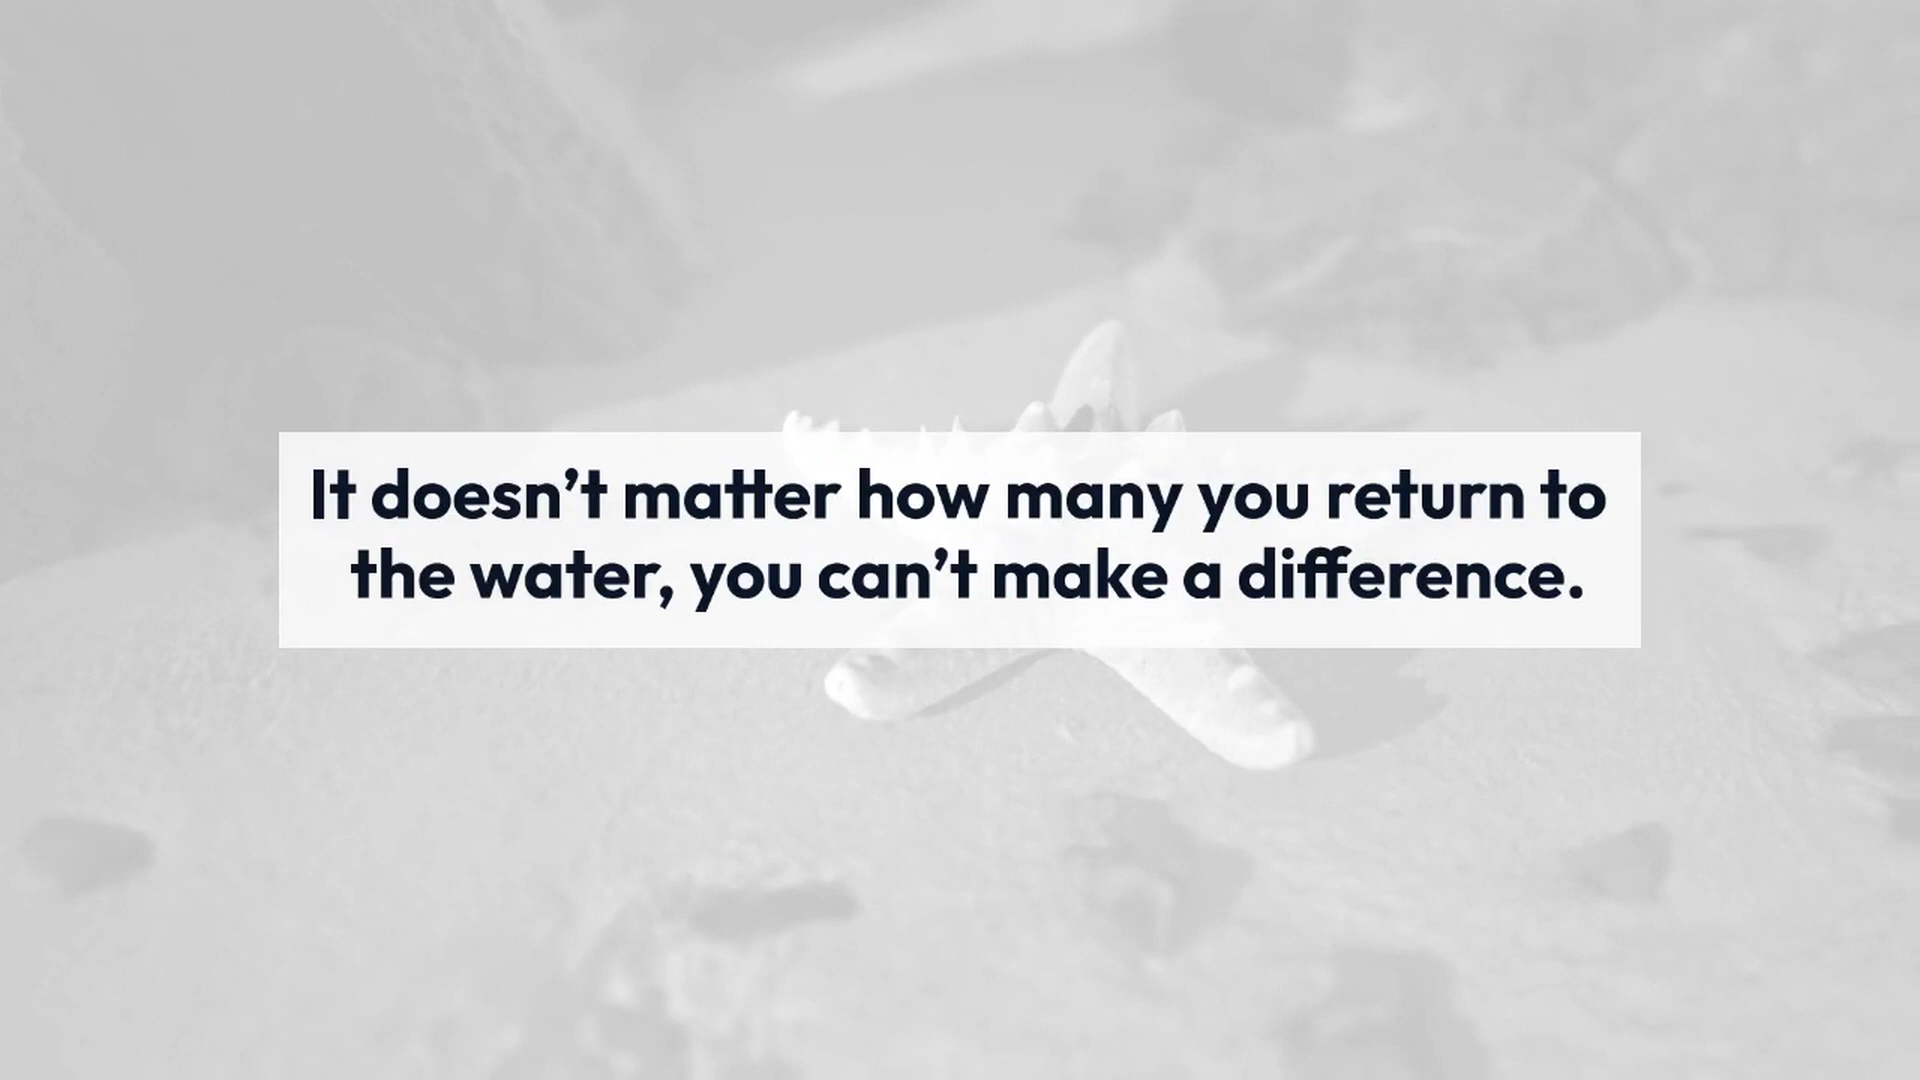 It doesn’t matter how many you return to
the water, you can’t make a difference.